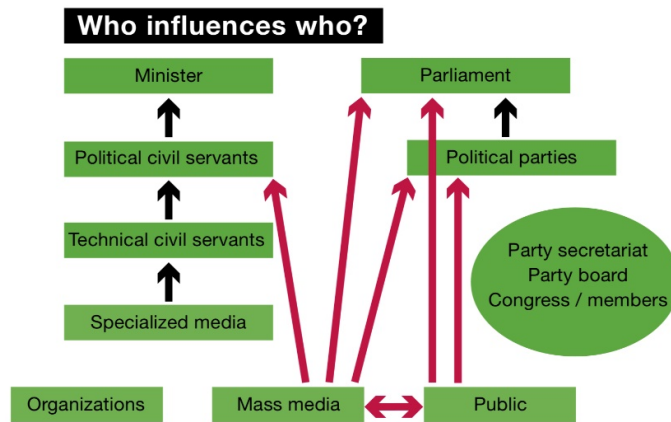 Who influences who?
Minister
Parliament
Political civil servants
Political parties
Technical civil servants
Party secretariat
Party board
Congress / members
Specialized media
Organizations
Mass media
Public